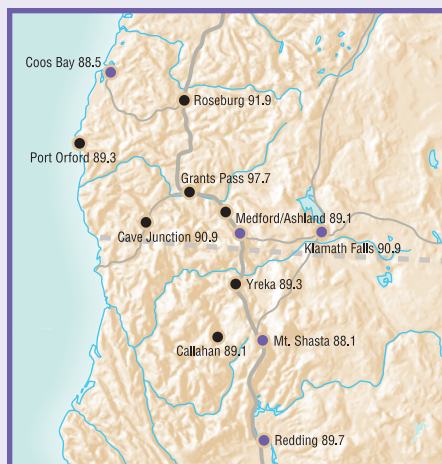 Coos Bay 88.5
Roseburg 91.9
Port Orford 89.3
Grants Pass 97.7
Medford/Ashland 89.1
Cave Junction 90.9
Klamath Falls 90.9
Yreka 89.3
Callahan 89.1
Mt. Shasta 88.1
Redding 89.7